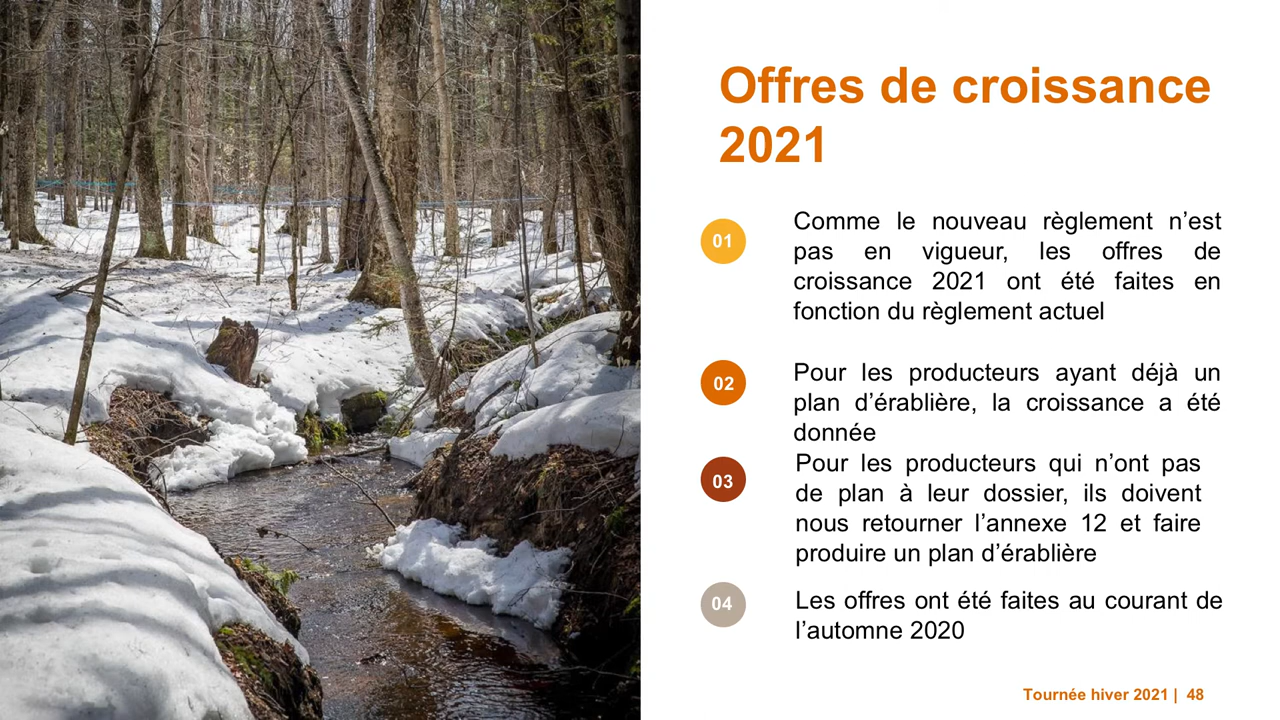 Offres de croissance
2021
01
Comme le nouveau règlement n’est
pas en vigueur, les offres de
croissance 2021 ont été faites en
fonction du règlement actuel
02
Pour les producteurs ayant déjà un
plan d’érablière, la croissance a été
donnée
03
Pour les producteurs qui n’ont pas
de plan à leur dossier, ils doivent
nous retourner l’annexe 12 et faire
produire un plan d’érablière
04
Les offres ont été faites au courant de
l’automne 2020
Tournée hiver 2021 | 48